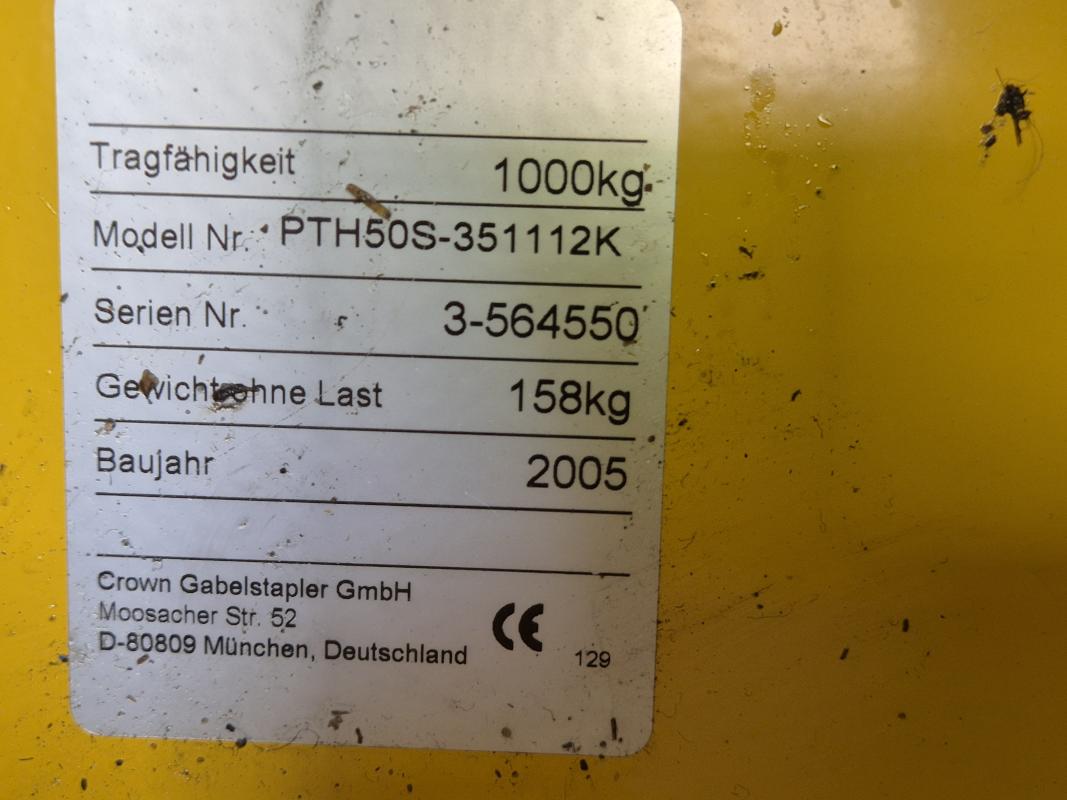 Tragfähigkeit 1000kg
Modell Nr. PTH50S-351112K
Serien Nr. 3-564550
Gewicht ohne Last 158kg
Baujahr 2005
Crown Gabelstapler GmbH
Moosacher Str. 52
D-80809 München, Deutschland
CE 129